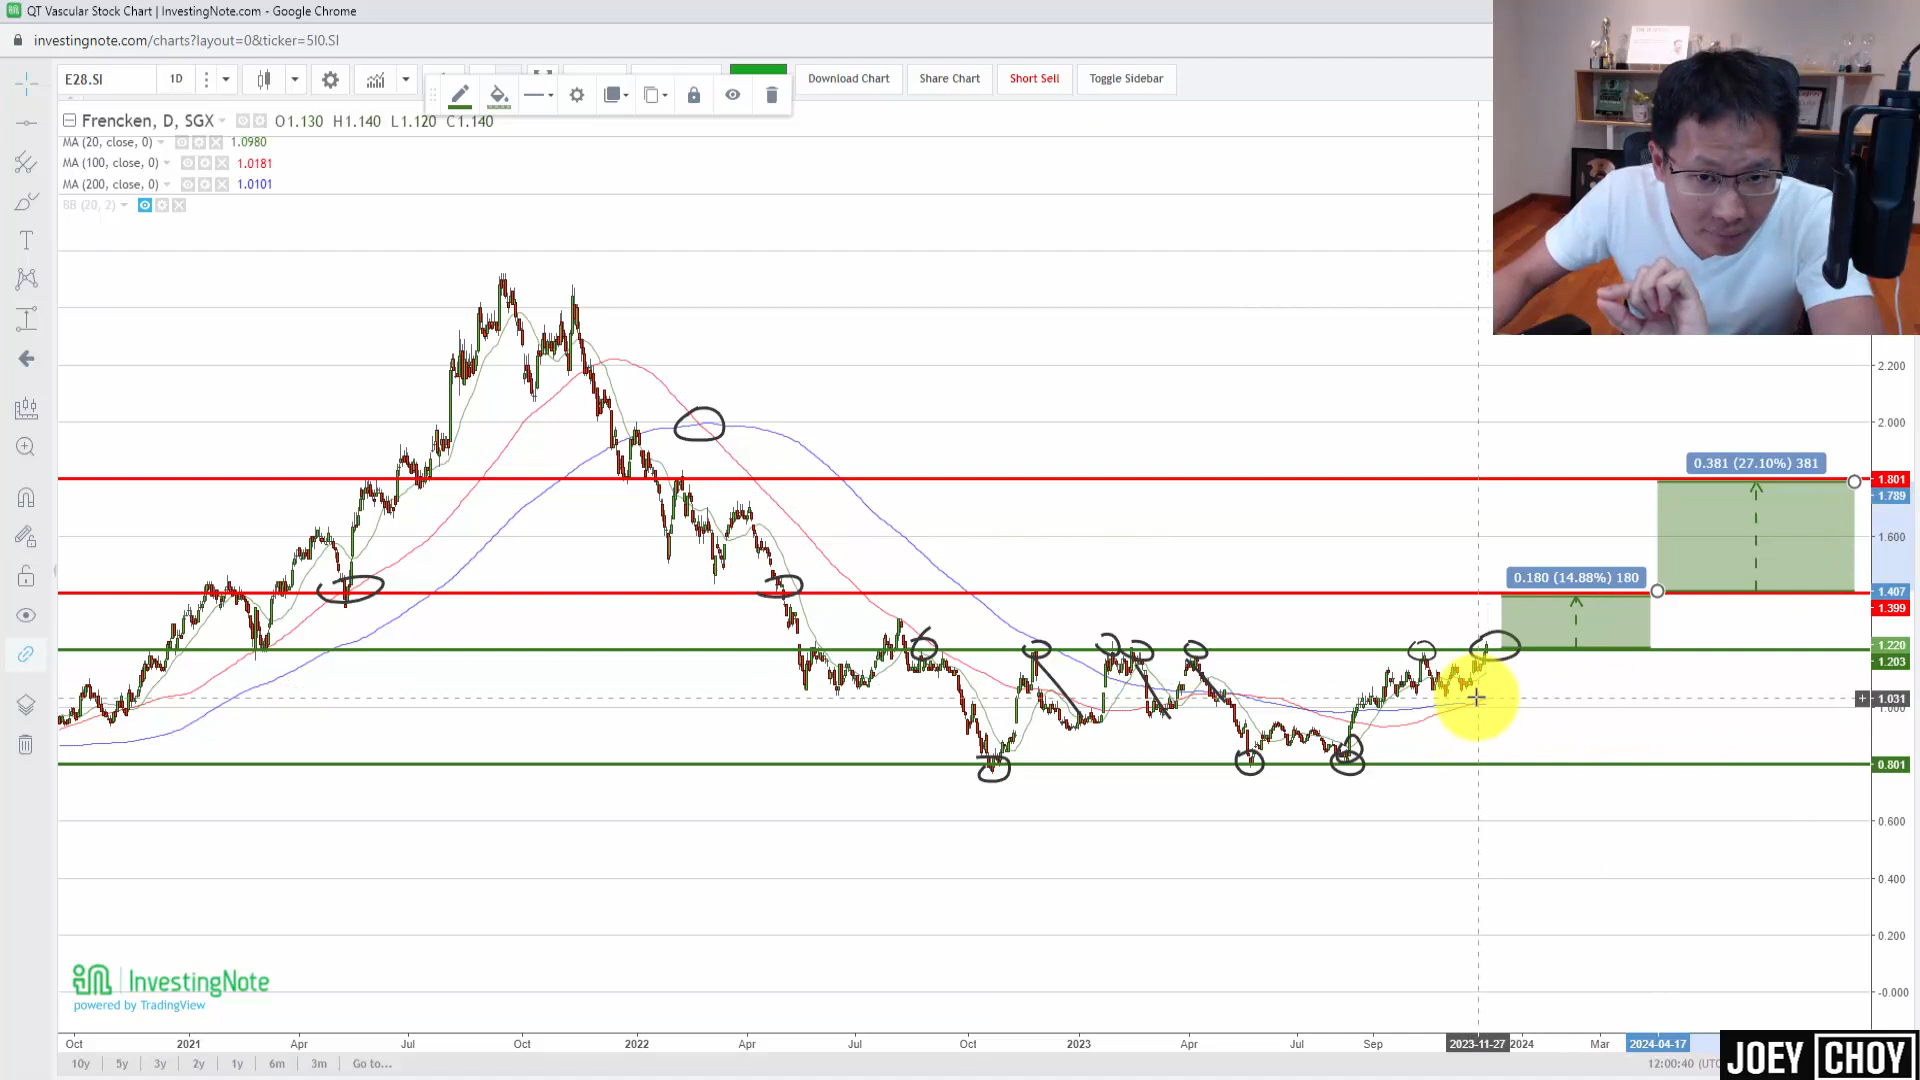 QT Vascular Stock Chart | InvestingNote.com - Google Chrome
investingnote.com/charts?layout=0&ticker=5I0.SI
E28.SI 1D Download Chart Share Chart Short Sell Toggle Sidebar
Frencken, D, SGX O1.130 H1.140 L1.120 C1.140
MA (20, close, 0) 1.0980
MA (100, close, 0) 1.0181
MA (200, close, 0) 1.0101
BB (20, 2)
2.200
2.000
0.381 (27.10%) 381
1.801
1.789
1.600
0.180 (14.88%) 180
1.407
1.399
1.220
1.203
1.031
1.000
0.801
0.600
0.400
0.200
-0.000
InvestingNote
powered by TradingView
Oct 2021 Apr Jul Oct 2022 Apr Jul Oct 2023 Apr Jul Sep 2023-11-27 2024 Mar 2024-04-17
10y 5y 3y 2y 1y 6m 3m Go to... 12:00:40 (UTC
JOEY CHOY